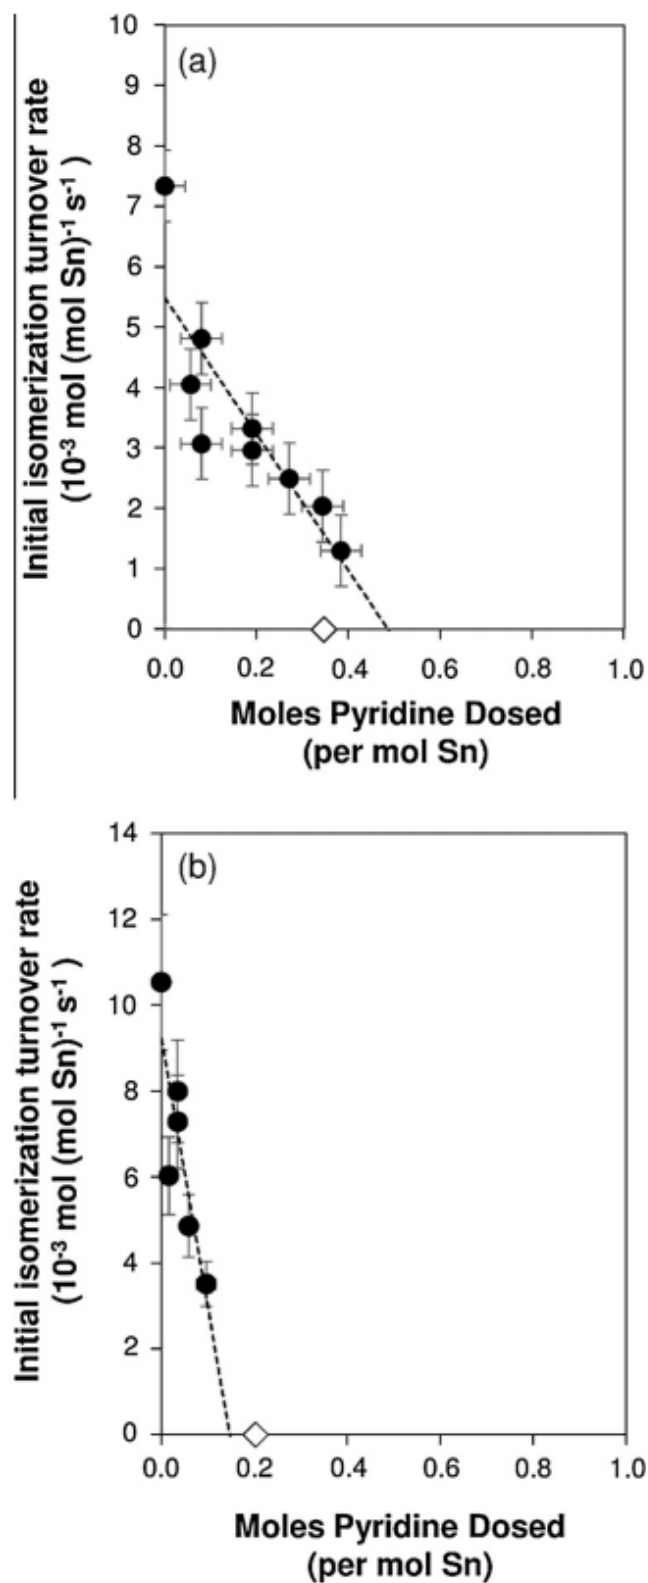 (a)
Initial isomerization turnover rate
(10⁻³ mol (mol Sn)⁻¹ s⁻¹ )
10
9
8
7
6
5
4
3
2
1
0
0.0 0.2 0.4 0.6 0.8 1.0
Moles Pyridine Dosed
(per mol Sn)
(b)
Initial isomerization turnover rate
(10⁻³ mol (mol Sn)⁻¹ s⁻¹ )
14
12
10
8
6
4
2
0
0.0 0.2 0.4 0.6 0.8 1.0
Moles Pyridine Dosed
(per mol Sn)